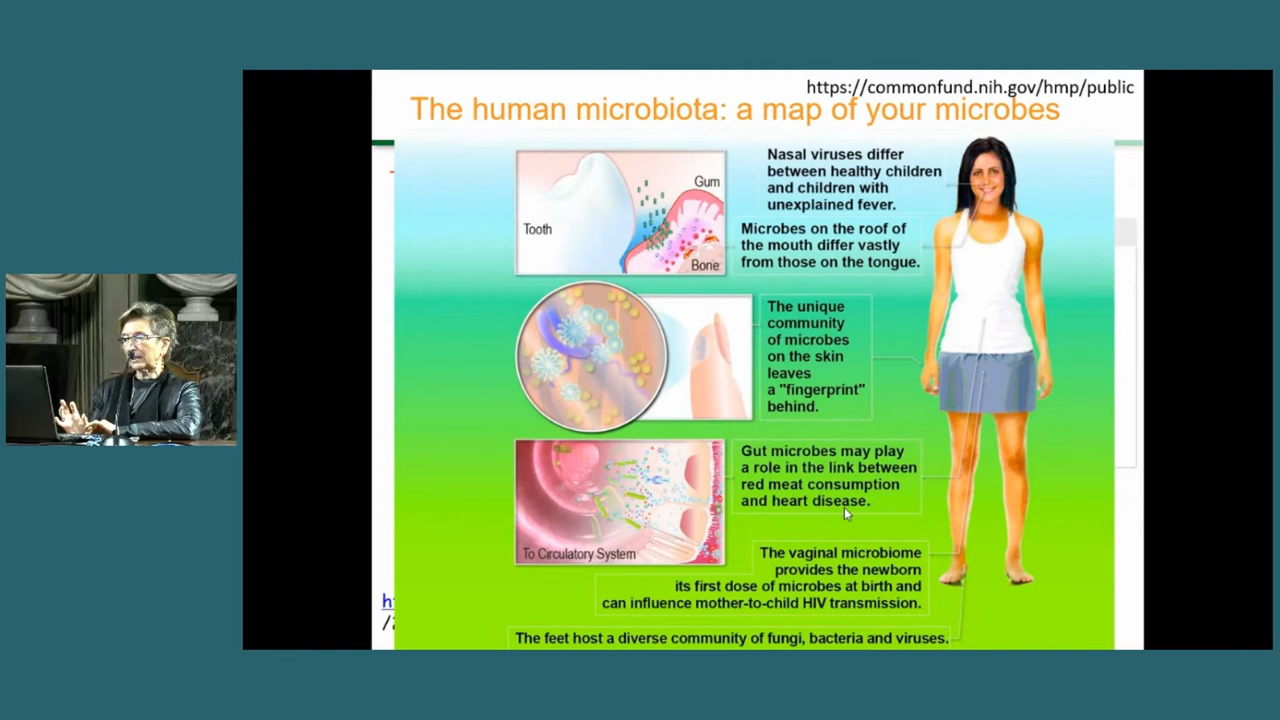 https://commonfund.nih.gov/hmp/public
The human microbiota: a map of your microbes
Gum
Tooth
Bone
Nasal viruses differ
between healthy children
and children with
unexplained fever.
Microbes on the roof of
the mouth differ vastly
from those on the tongue.
The unique
community
of microbes
on the skin
leaves
a "fingerprint"
behind.
Gut microbes may play
a role in the link between
red meat consumption
and heart disease.
To Circulatory System
The vaginal microbiome
provides the newborn
its first dose of microbes at birth and
can influence mother-to-child HIV transmission.
The feet host a diverse community of fungi, bacteria and viruses.